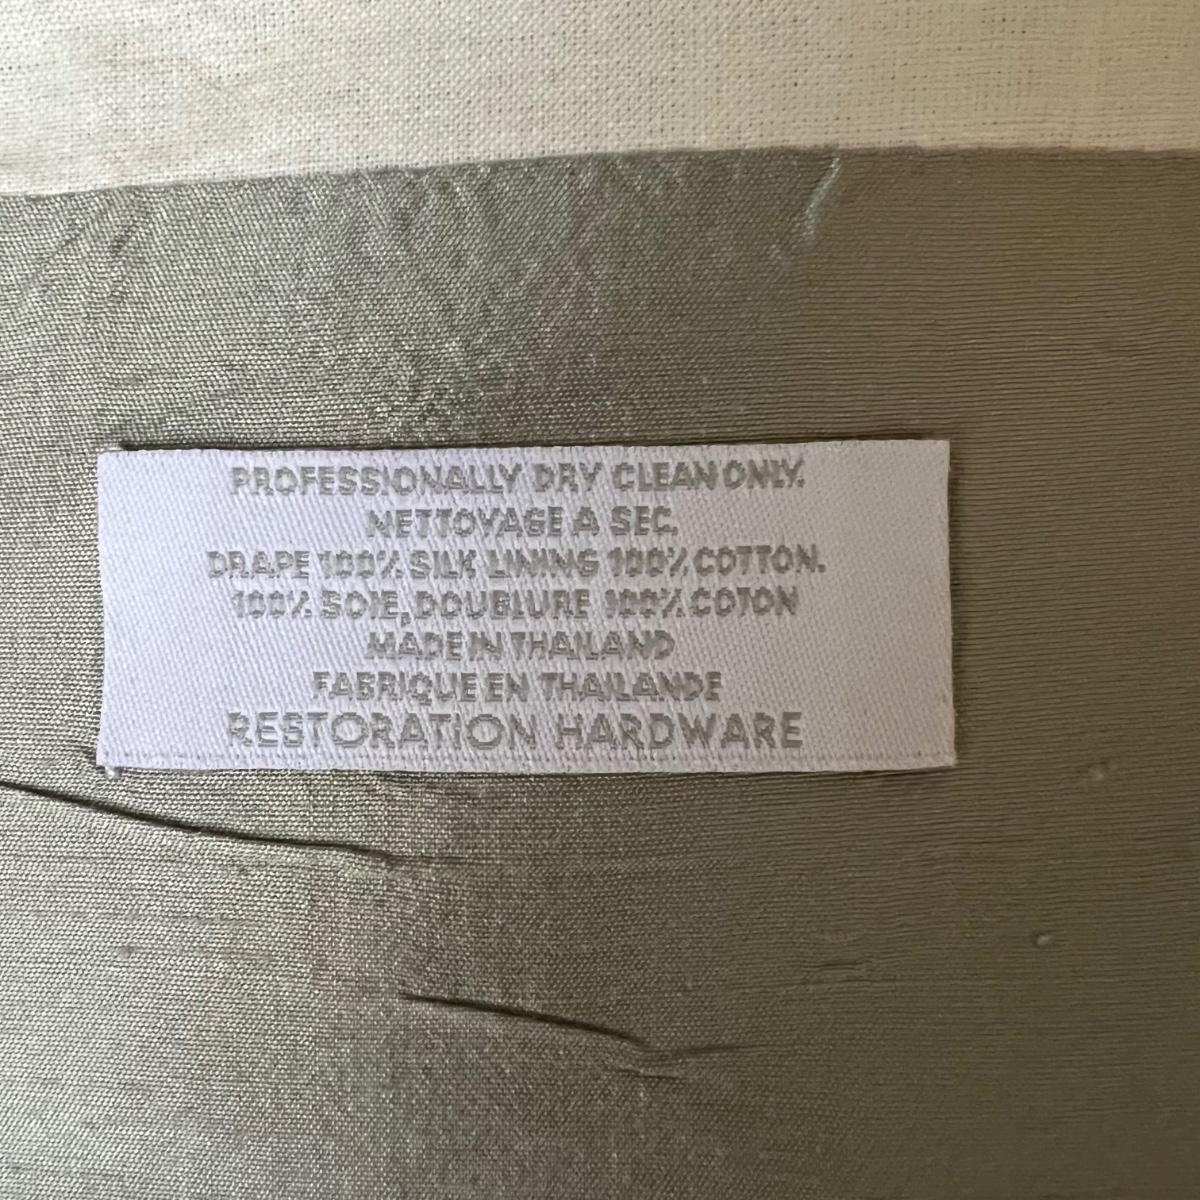 PROFESSIONALLY DRY CLEAN ONLY.
NETTOYAGE A SEC.
DRAPE 100% SILK LINING 100% COTTON.
100% SOIE, DOUBLURE 100% COTON
MADE IN THAILAND
FABRIQUE EN THAILANDE
RESTORATION HARDWARE